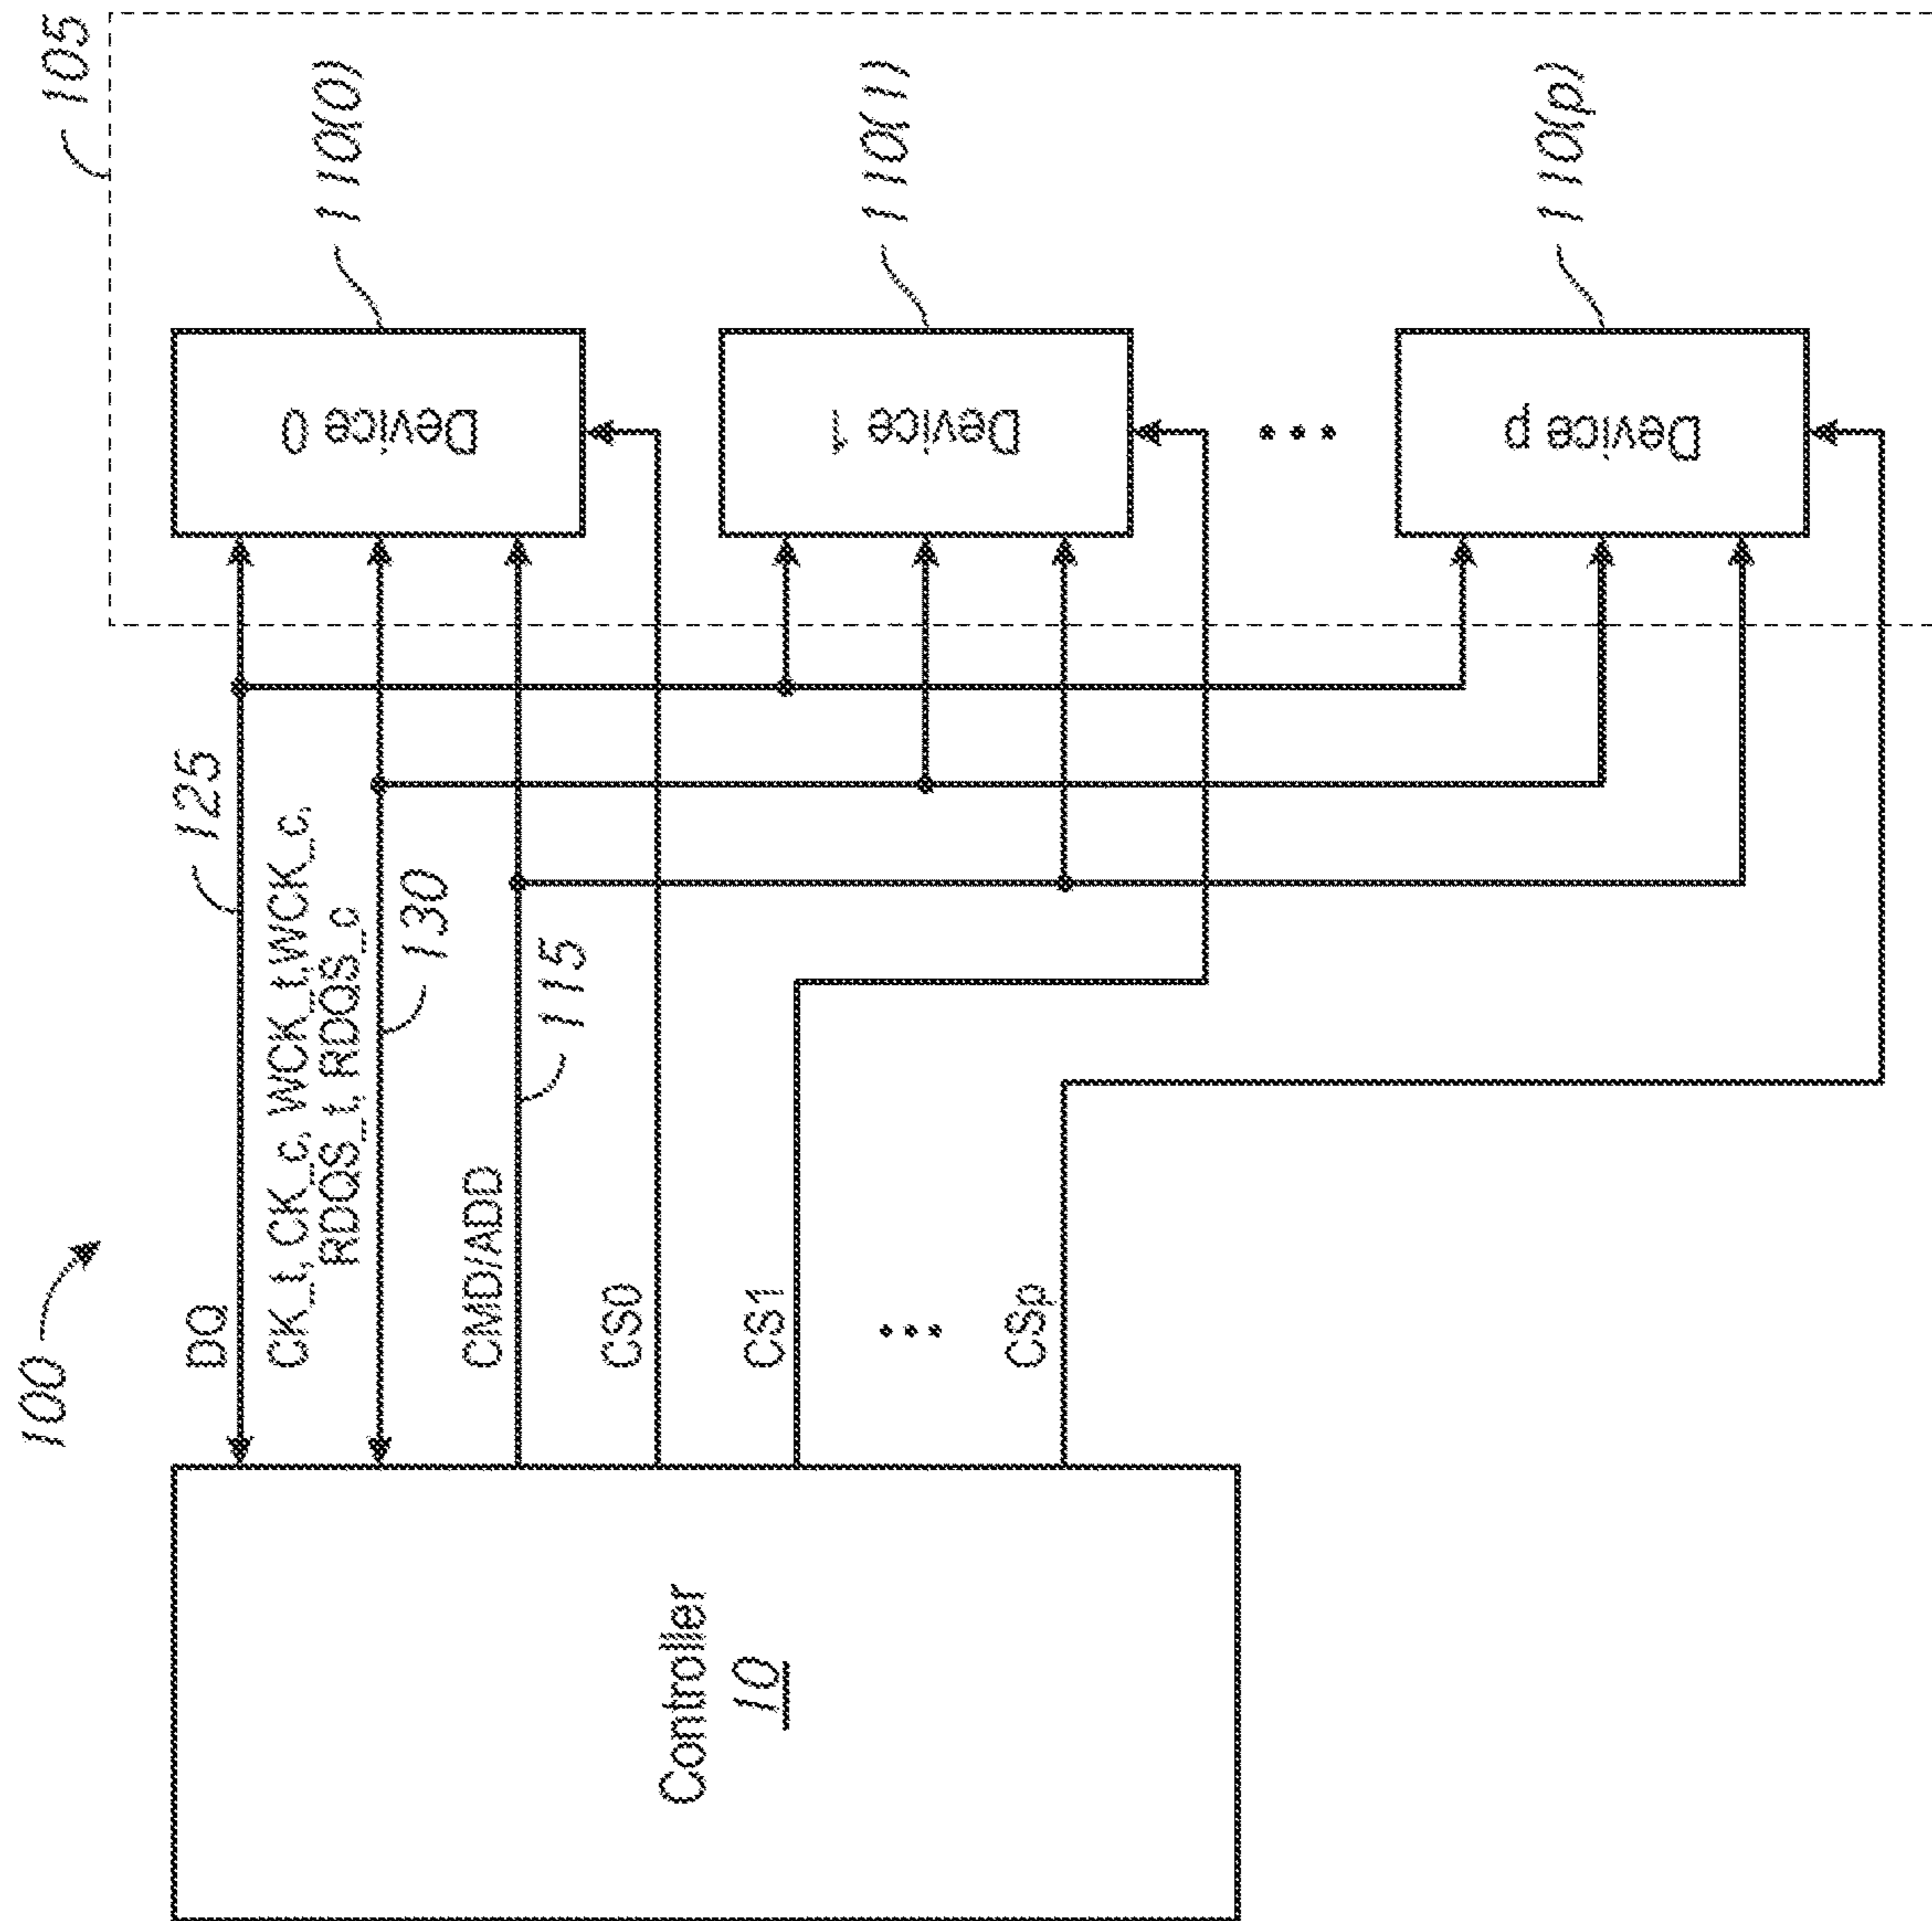 100
105
DQ
125
CK_t, CK_c, WCK_t,WCK_c,
RDQS_t, RDQS_c
130
CMD/ADD
115
CS0
CS1
CSp
Controller
10
Device 0
110(0)
Device 1
110(1)
Device p
110(p)